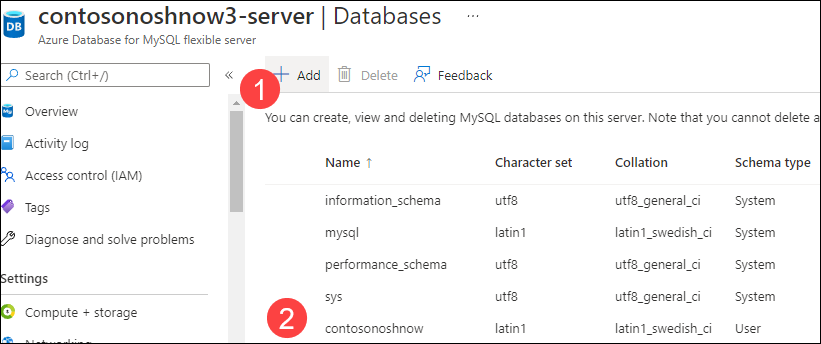 contosonoshnow3-server | Databases ...
DB
Azure Database for MySQL flexible server
Search (Ctrl+/) «
Add Delete Feedback
1
Overview
Activity log
Access control (IAM)
Tags
Diagnose and solve problems
Settings
Compute + storage
You can create, view and deleting MySQL databases on this server. Note that you cannot delete a
Name ↑ Character set Collation Schema type
information_schema utf8 utf8_general_ci System
mysql latin1 latin1_swedish_ci System
performance_schema utf8 utf8_general_ci System
sys utf8 utf8_general_ci System
2
contosonoshnow latin1 latin1_swedish_ci User